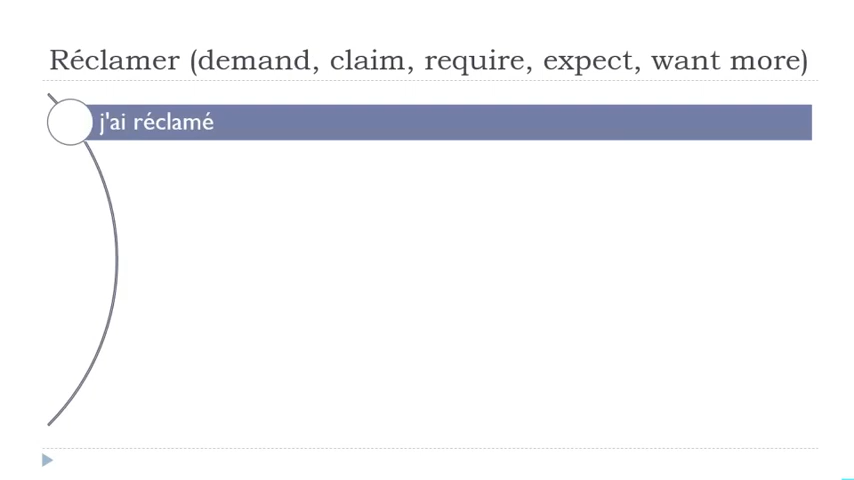 Réclamer (demand, claim, require, expect, want more)
j'ai réclamé